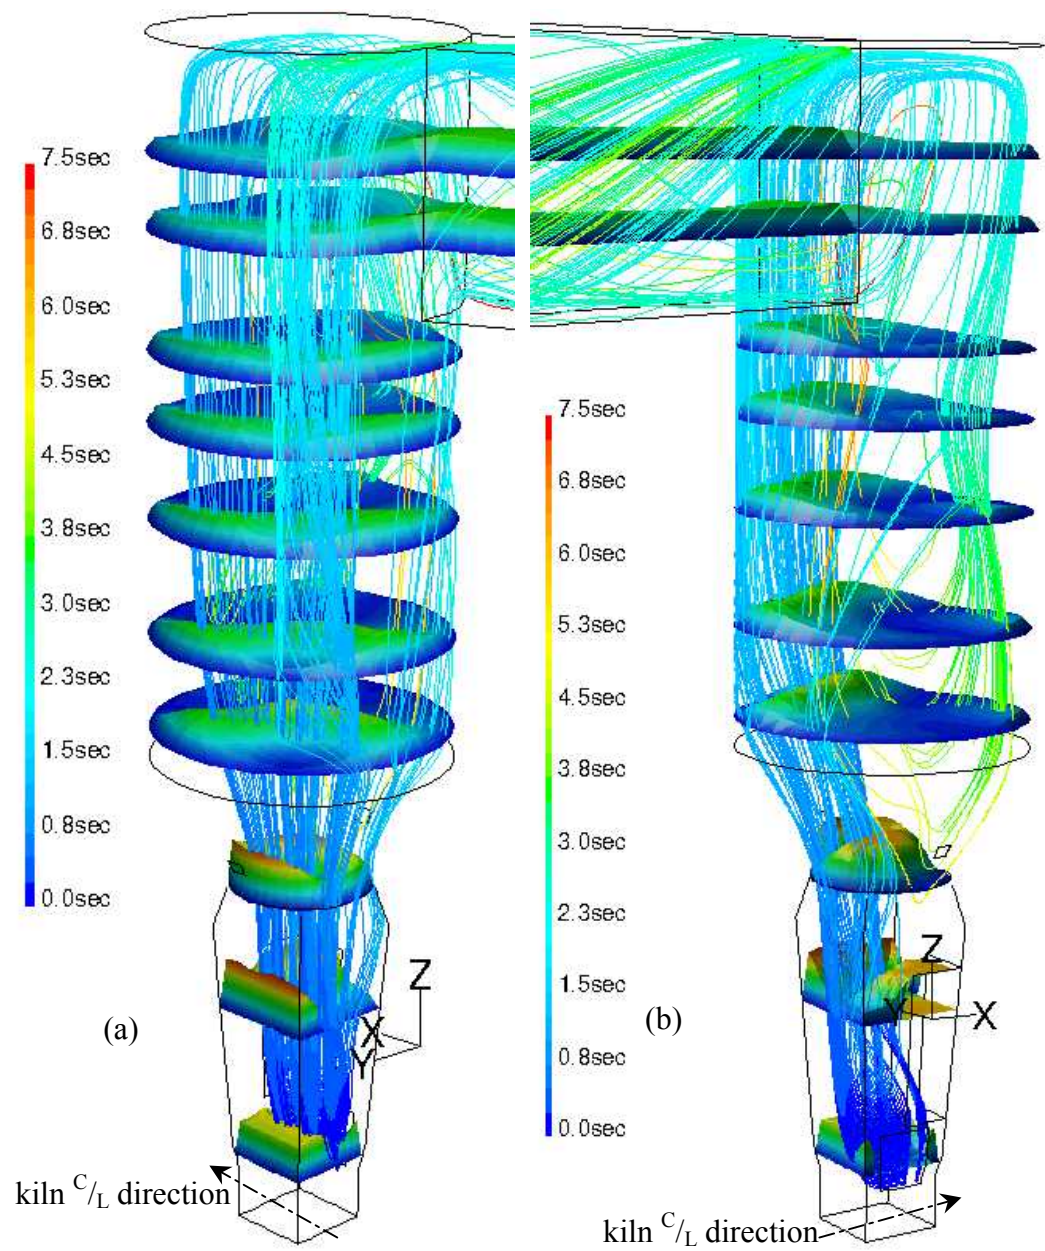 7.5sec
6.8sec
6.0sec
5.3sec
4.5sec
3.8sec
3.0sec
2.3sec
1.5sec
0.8sec
0.0sec
(a)
Z
X
Y
kiln C/L direction
7.5sec
6.8sec
6.0sec
5.3sec
4.5sec
3.8sec
3.0sec
2.3sec
1.5sec
0.8sec
0.0sec
(b)
Z
Y
X
kiln C/L direction